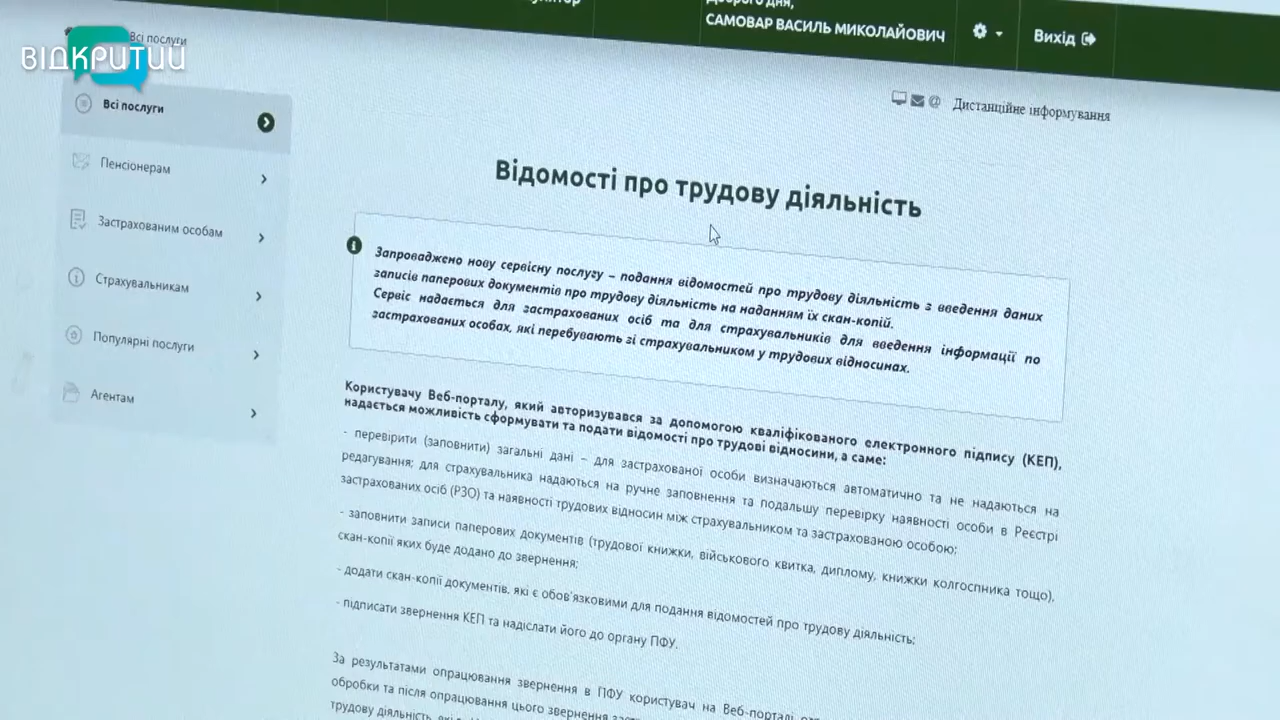 Доброго дня,
САМОВАР ВАСИЛЬ МИКОЛАЙОВИЧ
Вихід
ВІДКРИТИЙ
Всі послуги
Дистанційне інформування
Всі послуги
Пенсіонерам
Застрахованим особам
Страхувальникам
Популярні послуги
Агентам
Відомості про трудову діяльність
Запроваджено нову сервісну послугу – подання відомостей про трудову діяльність з введення даних
записів паперових документів про трудову діяльність на наданням їх скан-копій.
Сервіс надається для застрахованих осіб та для страхувальників для введення інформації по
застрахованих особах, які перебувають зі страхувальником у трудових відносинах.
Користувачу Веб-порталу, який авторизувався за допомогою кваліфікованого електронного підпису (КЕП),
надається можливість сформувати та подати відомості про трудові відносини, а саме:
- перевірити (заповнити) загальні дані – для застрахованої особи визначаються автоматично та не надаються на
редагування; для страхувальника надаються на ручне заповнення та подальшу перевірку наявності особи в Реєстрі
застрахованих осіб (РЗО) та наявності трудових відносин між страхувальником та застрахованою особою;
- заповнити записи паперових документів (трудової книжки, військового квитка, диплому, книжки колгоспника тощо),
скан-копії яких буде додано до звернення;
- додати скан-копії документів, які є обов'язковими для подання відомостей про трудову діяльність;
- підписати звернення КЕП та надіслати його до органу ПФУ.
За результатами опрацювання звернення в ПФУ користувач на Веб-порталі
обробки та після опрацювання цього звернення
трудову діяльність,